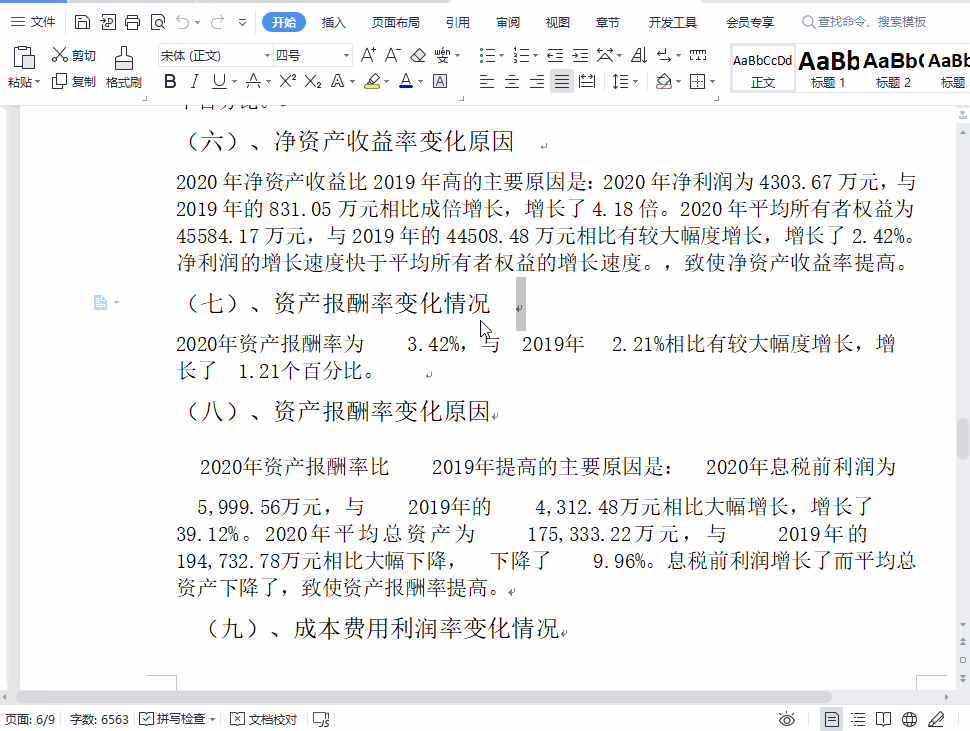 文件 开始 插入 页面布局 引用 审阅 视图 章节 开发工具 会员专享 查找命令、搜索模板
粘贴 剪切 复制 格式刷 宋体 (正文) 四号 AaBbCcDd 正文 AaBb 标题 1 AaBb( 标题 2 AaBb 标题
（六）、净资产收益率变化原因
2020 年净资产收益比 2019 年高的主要原因是：2020 年净利润为 4303.67 万元，与
2019 年的 831.05 万元相比成倍增长，增长了 4.18 倍。2020 年平均所有者权益为
45584.17 万元，与 2019 年的 44508.48 万元相比有较大幅度增长，增长了 2.42%。
净利润的增长速度快于平均所有者权益的增长速度。，致使净资产收益率提高。
（七）、资产报酬率变化情况
2020年资产报酬率为 3.42%，与 2019年 2.21%相比有较大幅度增长，增
长了 1.21个百分比。
（八）、资产报酬率变化原因
2020年资产报酬率比 2019年提高的主要原因是： 2020年息税前利润为
5,999.56万元，与 2019年的 4,312.48万元相比大幅增长，增长了
39.12%。2020年平均总资产为 175,333.22万元，与 2019年的
194,732.78万元相比大幅下降， 下降了 9.96%。息税前利润增长了而平均总
资产下降了，致使资产报酬率提高。
（九）、成本费用利润率变化情况
页面: 6/9 字数: 6563 拼写检查 文档校对